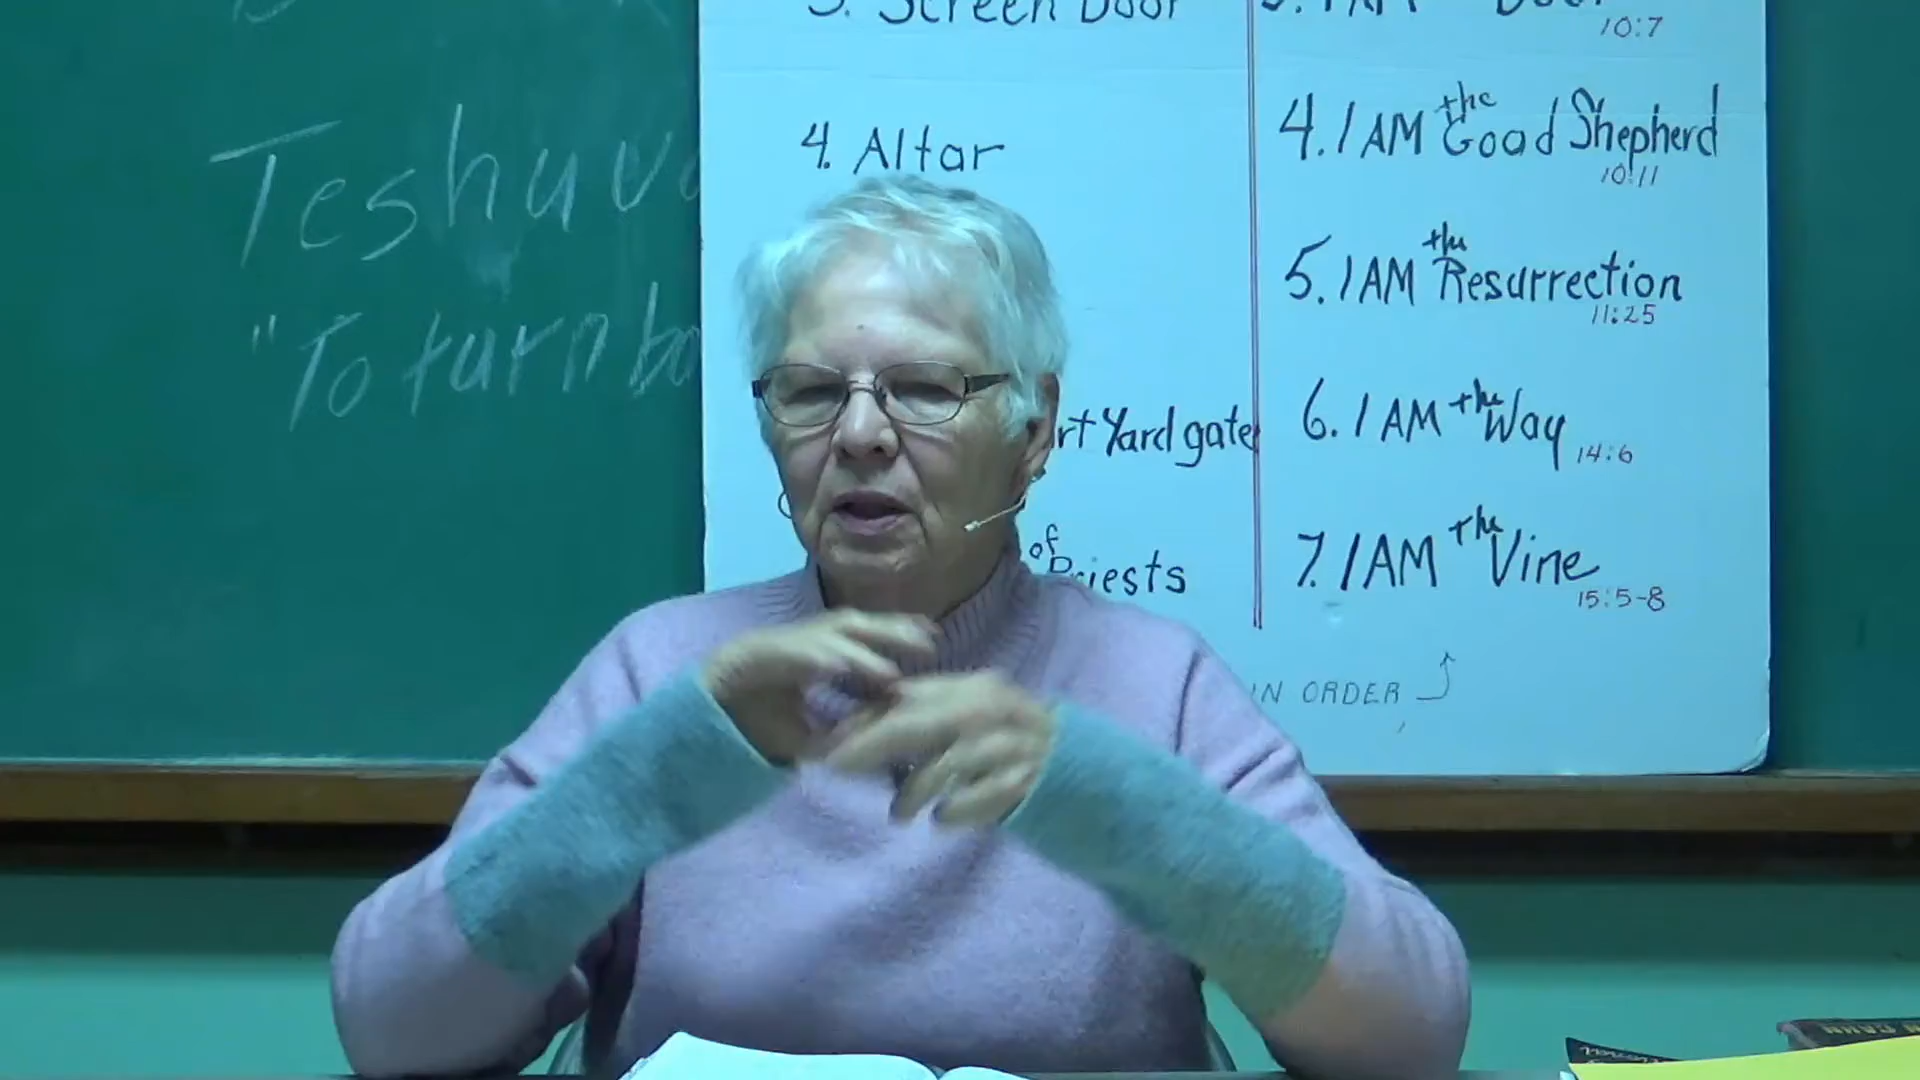 Teshuv
"To turn ba
3. Screen Door
4. Altar
rt Yard gate
of
Priests
10:7
4. I AM the Good Shepherd
10:11
5. I AM the Resurrection
11:25
6. I AM the Way 14:6
7. I AM the Vine
15:5-8
IN ORDER